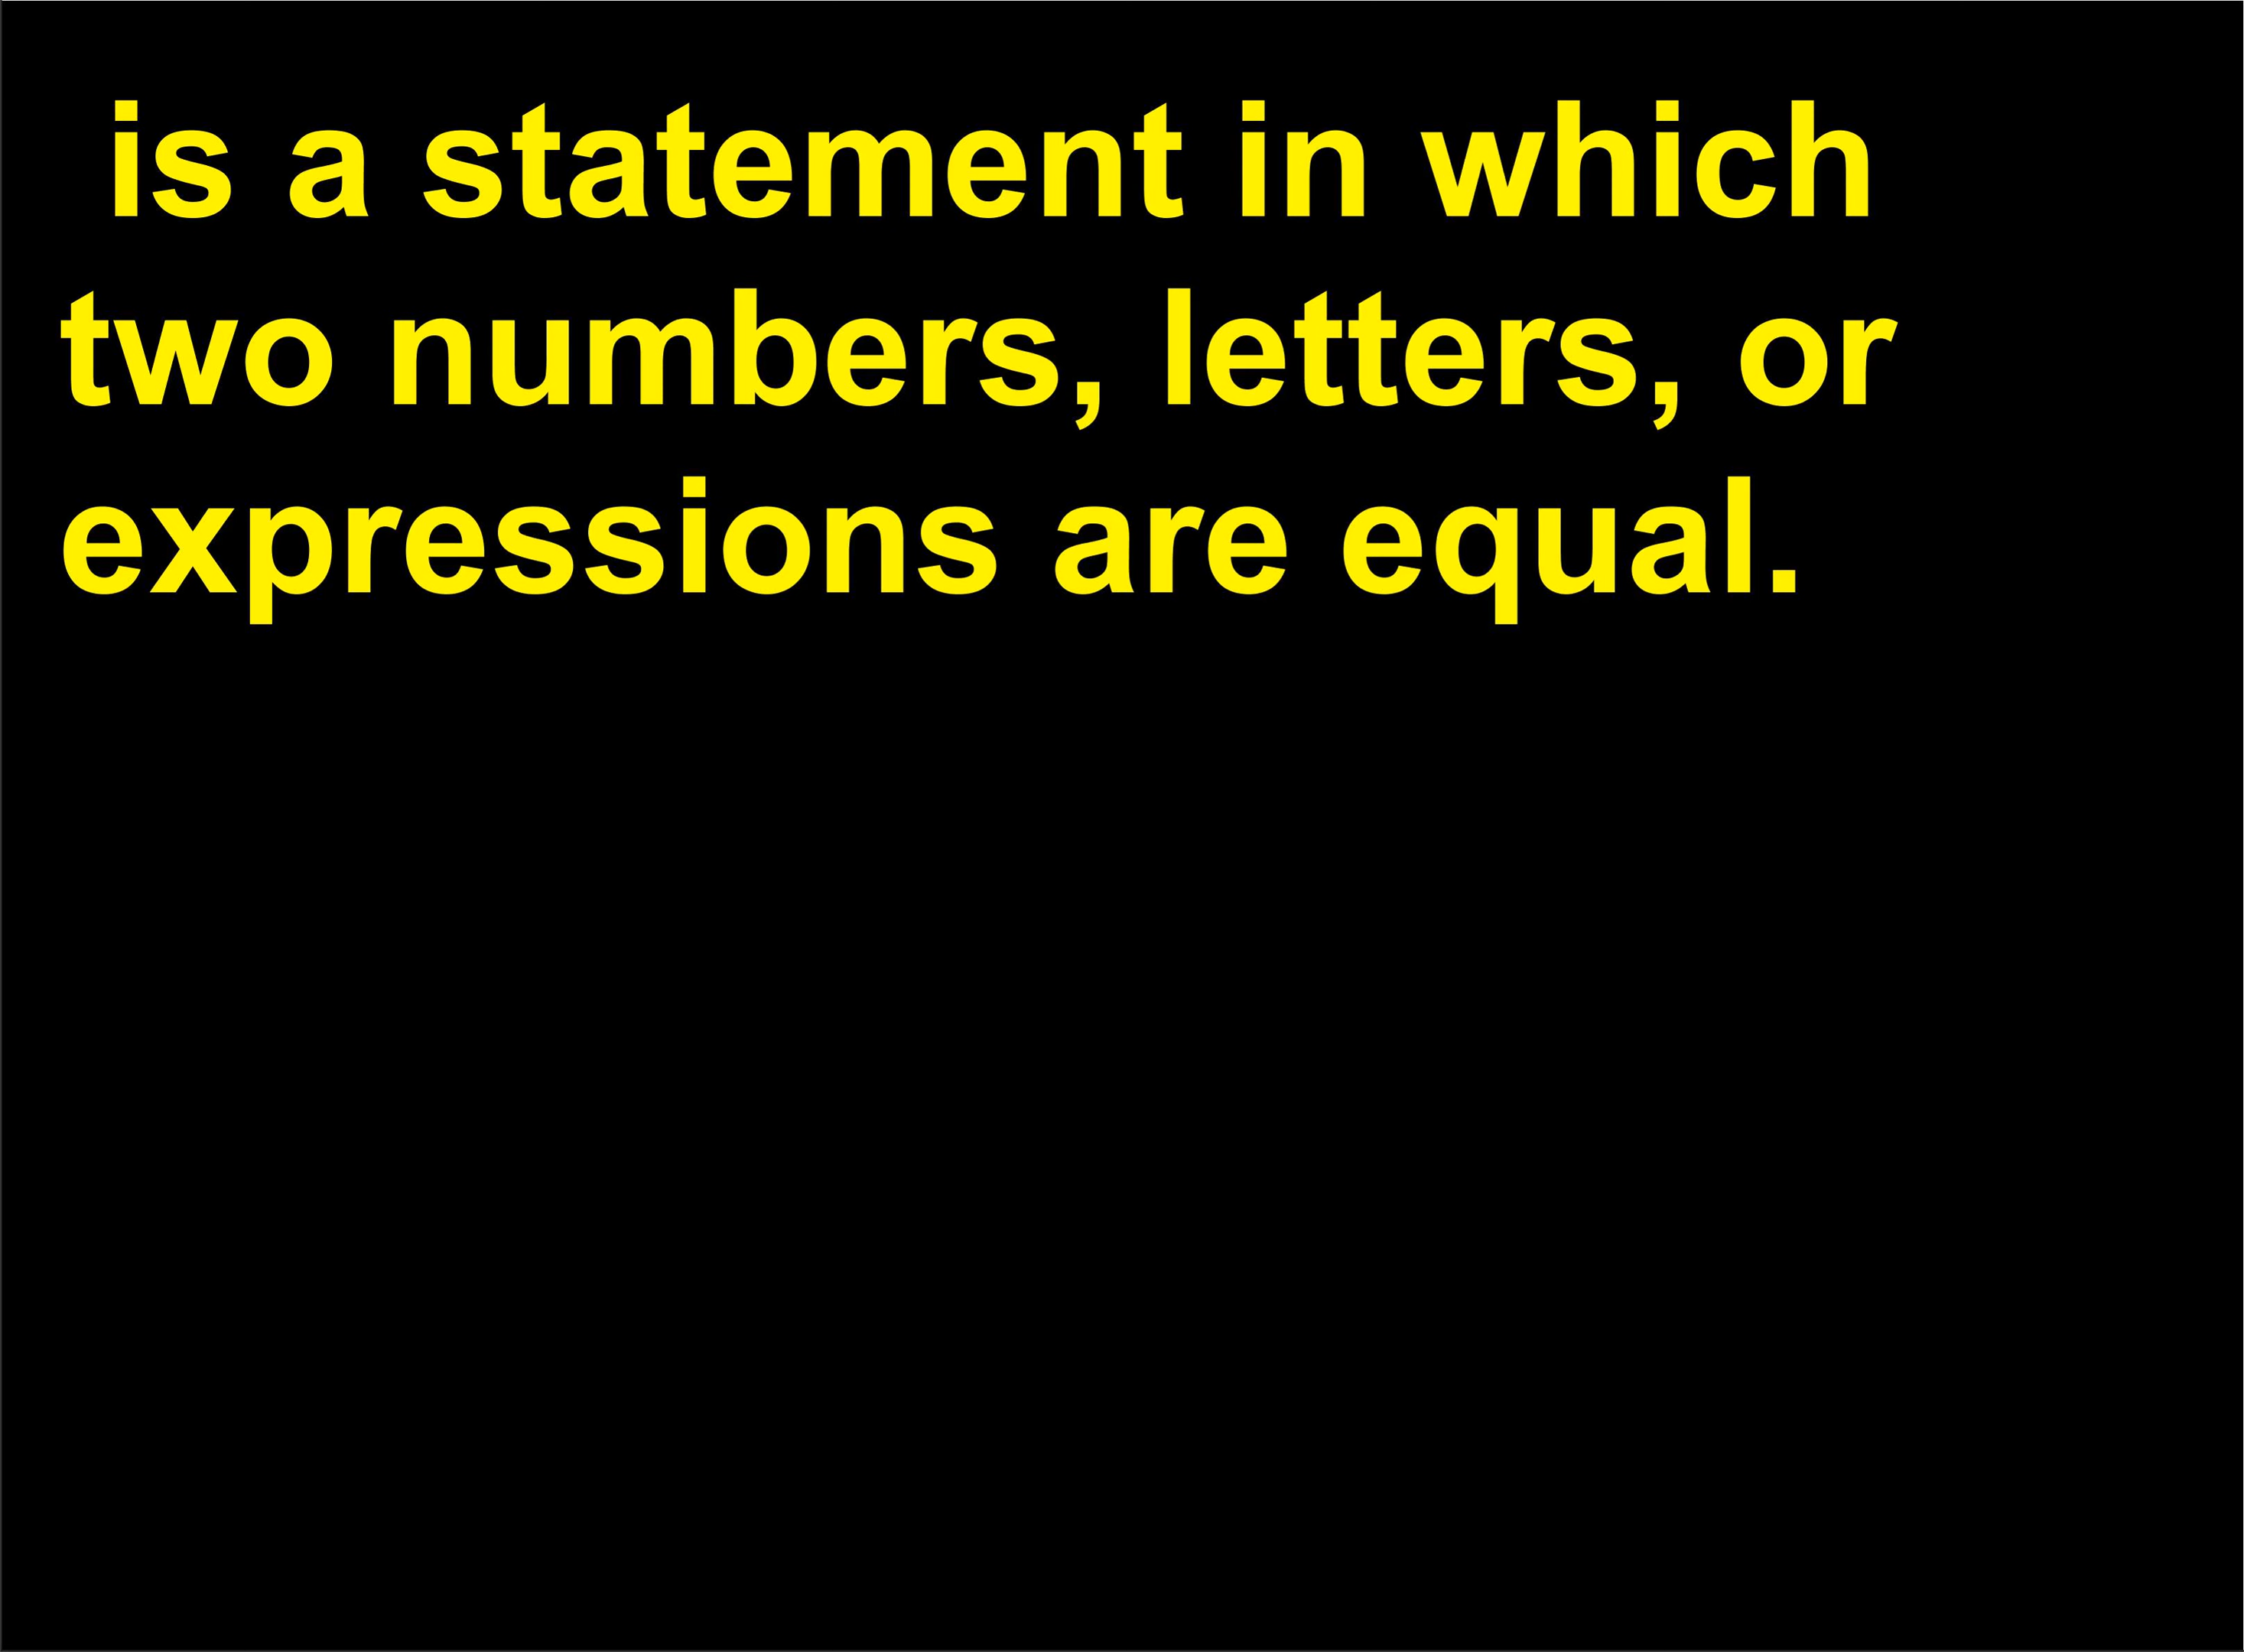 is a statement in which
two numbers, letters, or
expressions are equal.